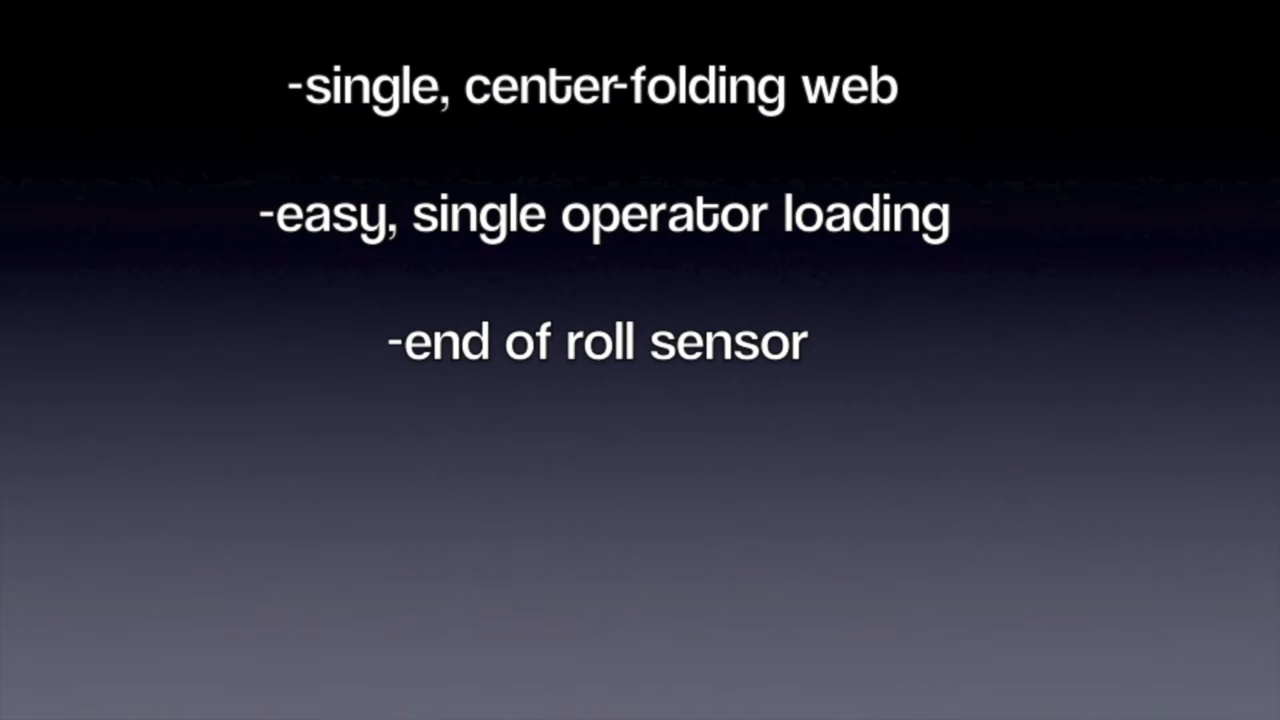 -single, center-folding web
-easy, single operator loading
-end of roll sensor